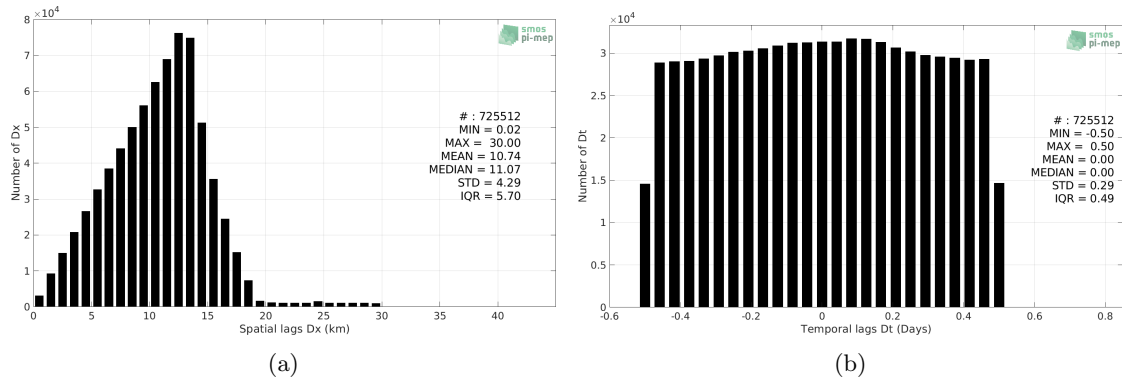 ×10⁴
8
7
6
5
4
3
2
1
0
Number of Dx
0 5 10 15 20 25 30 35 40
Spatial lags Dx (km)
smos
pi-mep
# : 725512
MIN = 0.02
MAX = 30.00
MEAN = 10.74
MEDIAN = 11.07
STD = 4.29
IQR = 5.70
(a)
×10⁴
3
2.5
2
1.5
1
0.5
0
Number of Dt
-0.6 -0.4 -0.2 0 0.2 0.4 0.6 0.8
Temporal lags Dt (Days)
smos
pi-mep
# : 725512
MIN = -0.50
MAX = 0.50
MEAN = 0.00
MEDIAN = 0.00
STD = 0.29
IQR = 0.49
(b)